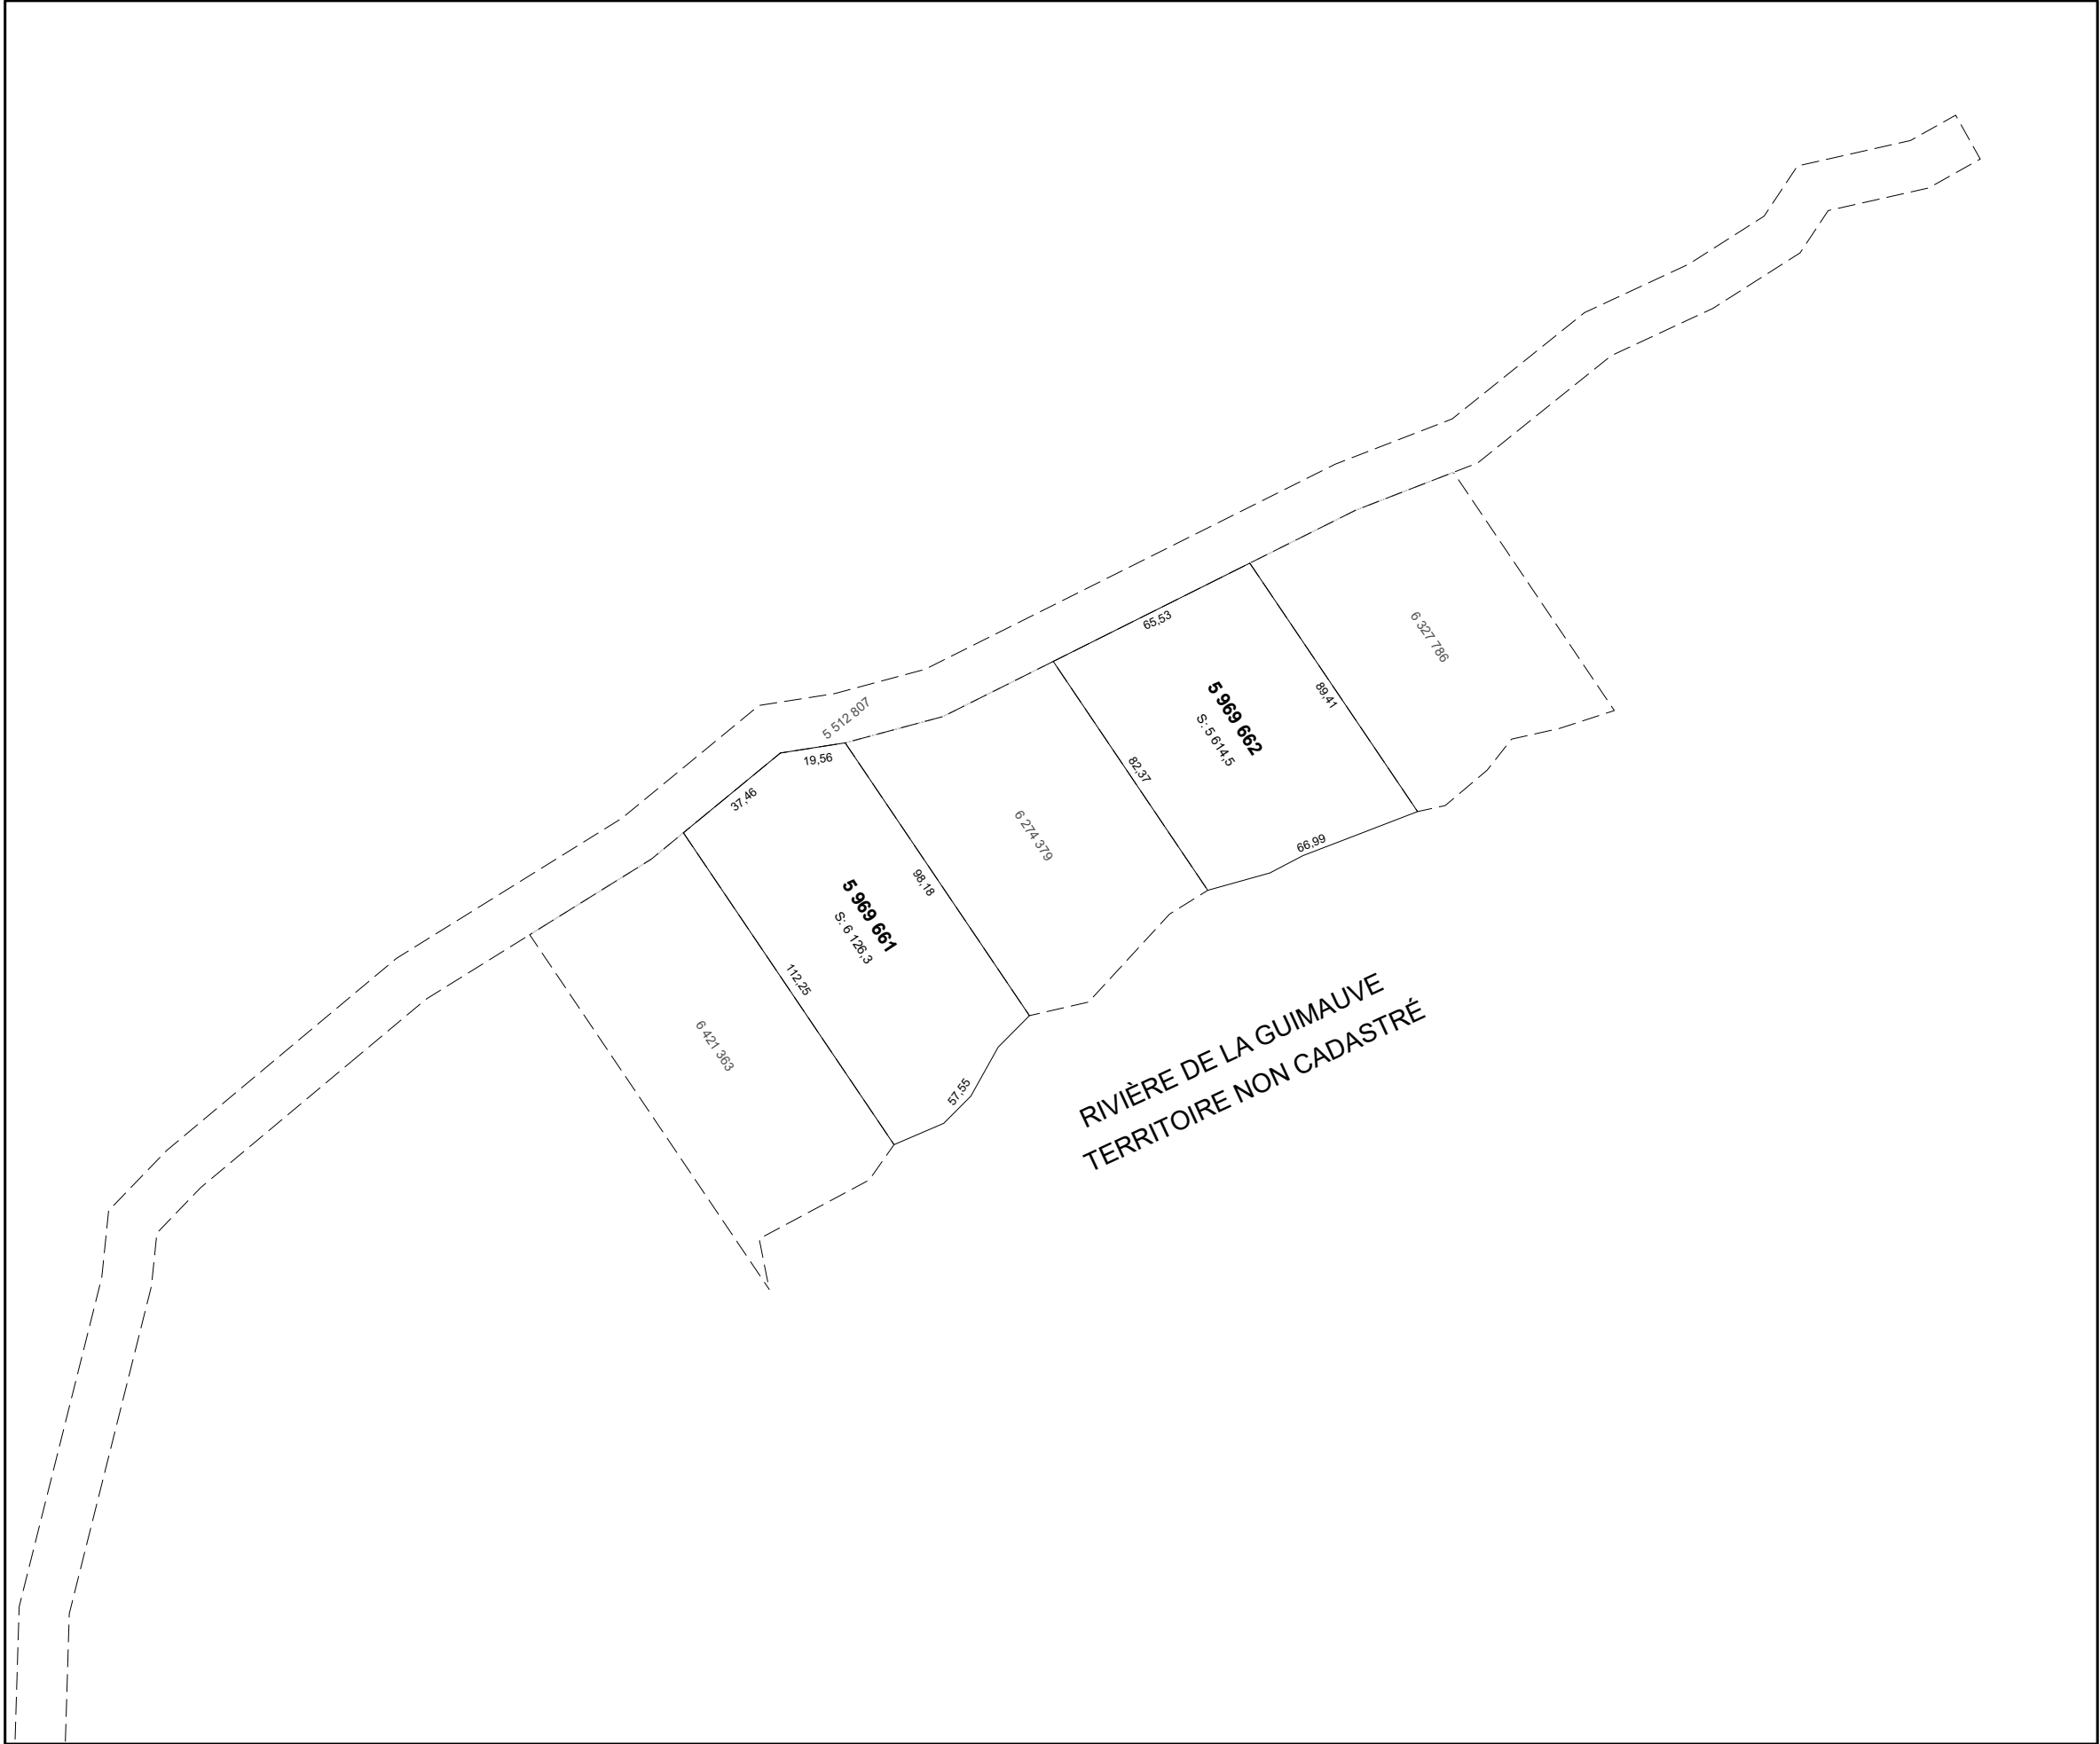 6 327 786
65,53
5 969 662
S: 5 614,5
89,41
5 512 807
19,56
37,46
82,37
6 274 379
66,99
98,18
5 969 661
S: 6 126,3
112,25
6 421 363
57,55
RIVIÈRE DE LA GUIMAUVE
TERRITOIRE NON CADASTRÉ